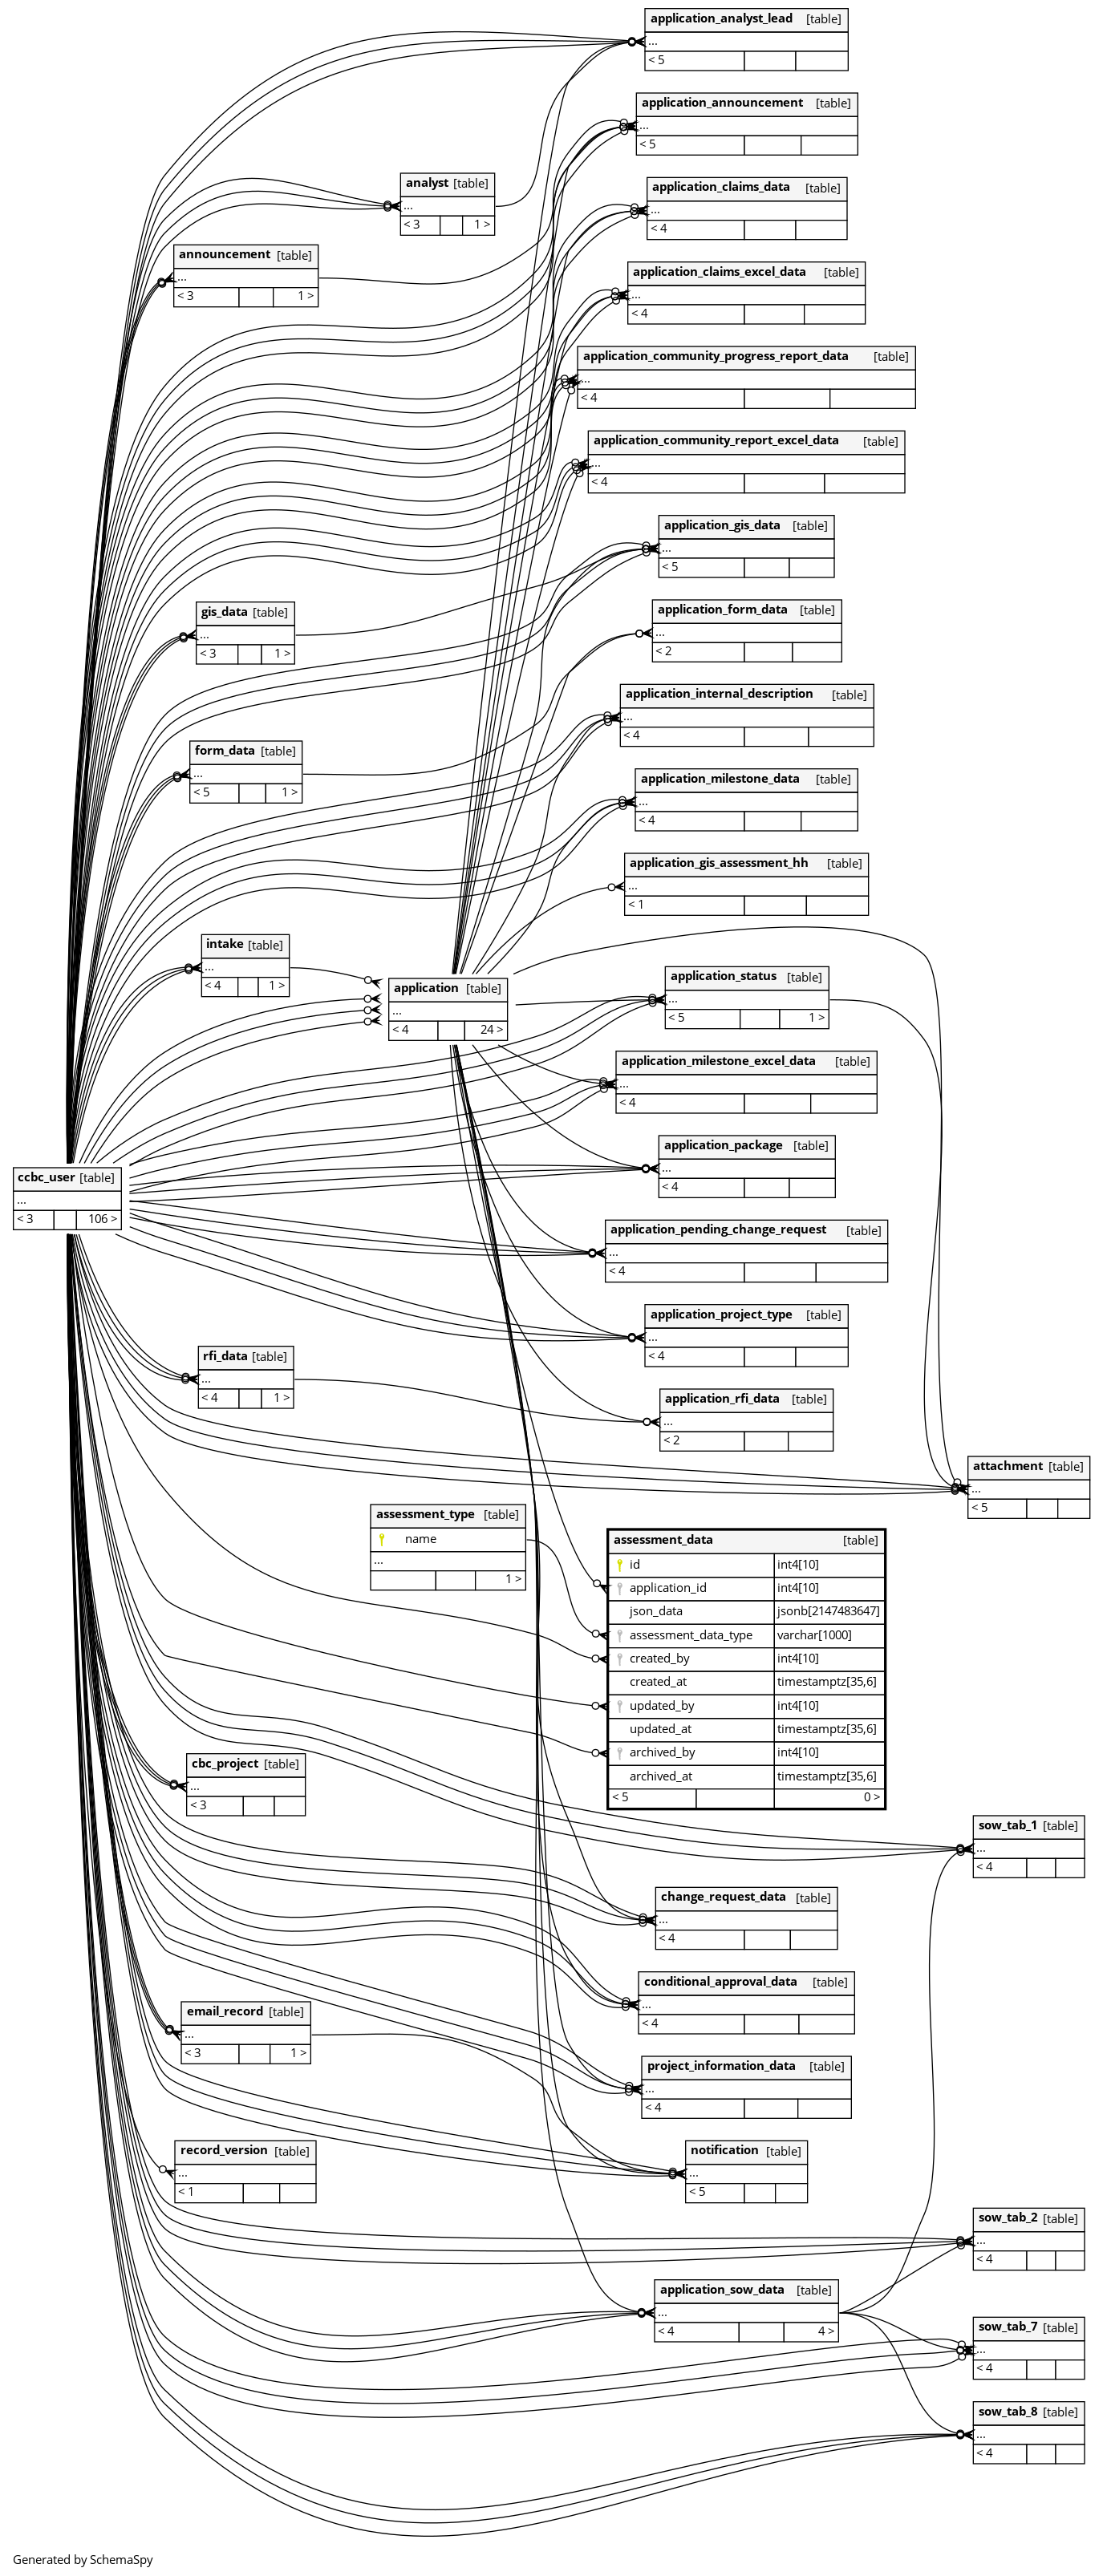 application_analyst_lead [table]
...
< 5
application_announcement [table]
...
< 5
analyst [table]
...
< 3 1 >
application_claims_data [table]
...
< 4
announcement [table]
...
< 3 1 >
application_claims_excel_data [table]
...
< 4
application_community_progress_report_data [table]
...
< 4
application_community_report_excel_data [table]
...
< 4
application_gis_data [table]
...
< 5
gis_data [table]
...
< 3 1 >
application_form_data [table]
...
< 2
application_internal_description [table]
...
< 4
form_data [table]
...
< 5 1 >
application_milestone_data [table]
...
< 4
application_gis_assessment_hh [table]
...
< 1
intake [table]
...
< 4 1 >
application [table]
...
< 4 24 >
application_status [table]
...
< 5 1 >
application_milestone_excel_data [table]
...
< 4
application_package [table]
...
< 4
ccbc_user [table]
...
< 3 106 >
application_pending_change_request [table]
...
< 4
application_project_type [table]
...
< 4
rfi_data [table]
...
< 4 1 >
application_rfi_data [table]
...
< 2
attachment [table]
...
< 5
assessment_type [table]
name
...
1 >
assessment_data [table]
id int4[10]
application_id int4[10]
json_data jsonb[2147483647]
assessment_data_type varchar[1000]
created_by int4[10]
created_at timestamptz[35,6]
updated_by int4[10]
updated_at timestamptz[35,6]
archived_by int4[10]
archived_at timestamptz[35,6]
< 5 0 >
cbc_project [table]
...
< 3
sow_tab_1 [table]
...
< 4
change_request_data [table]
...
< 4
conditional_approval_data [table]
...
< 4
email_record [table]
...
< 3 1 >
project_information_data [table]
...
< 4
record_version [table]
...
< 1
notification [table]
...
< 5
sow_tab_2 [table]
...
< 4
application_sow_data [table]
...
< 4 4 >
sow_tab_7 [table]
...
< 4
sow_tab_8 [table]
...
< 4
Generated by SchemaSpy